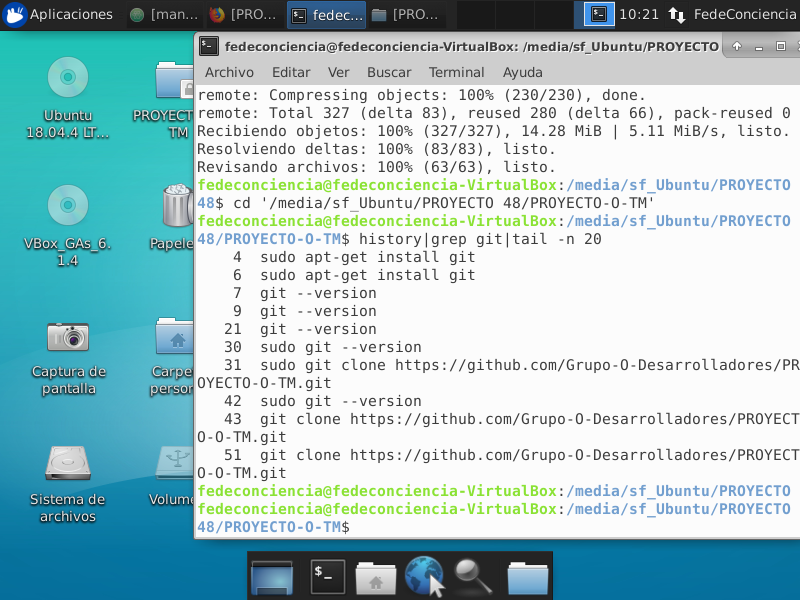 Aplicaciones
[man...
[PRO...
fedec...
[PRO...
10:21
FedeConciencia
Ubuntu
18.04.4 LT...
PROYECT
TM
VBox_GAs_6.
1.4
Papele
Captura de
pantalla
Carpe
person
Sistema de
archivos
Volume
fedeconciencia@fedeconciencia-VirtualBox: /media/sf_Ubuntu/PROYECTO
Archivo Editar Ver Buscar Terminal Ayuda
remote: Compressing objects: 100% (230/230), done.
remote: Total 327 (delta 83), reused 280 (delta 66), pack-reused 0
Recibiendo objetos: 100% (327/327), 14.28 MiB | 5.11 MiB/s, listo.
Resolviendo deltas: 100% (83/83), listo.
Revisando archivos: 100% (63/63), listo.
fedeconciencia@fedeconciencia-VirtualBox:/media/sf_Ubuntu/PROYECTO
48$ cd '/media/sf_Ubuntu/PROYECTO 48/PROYECTO-O-TM'
fedeconciencia@fedeconciencia-VirtualBox:/media/sf_Ubuntu/PROYECTO
48/PROYECTO-O-TM$ history|grep git|tail -n 20
4 sudo apt-get install git
6 sudo apt-get install git
7 git --version
9 git --version
21 git --version
30 sudo git --version
31 sudo git clone https://github.com/Grupo-O-Desarrolladores/PR
OYECTO-O-TM.git
42 sudo git --version
43 git clone https://github.com/Grupo-O-Desarrolladores/PROYECT
O-O-TM.git
51 git clone https://github.com/Grupo-O-Desarrolladores/PROYECT
O-O-TM.git
fedeconciencia@fedeconciencia-VirtualBox:/media/sf_Ubuntu/PROYECTO
fedeconciencia@fedeconciencia-VirtualBox:/media/sf_Ubuntu/PROYECTO
48/PROYECTO-O-TM$